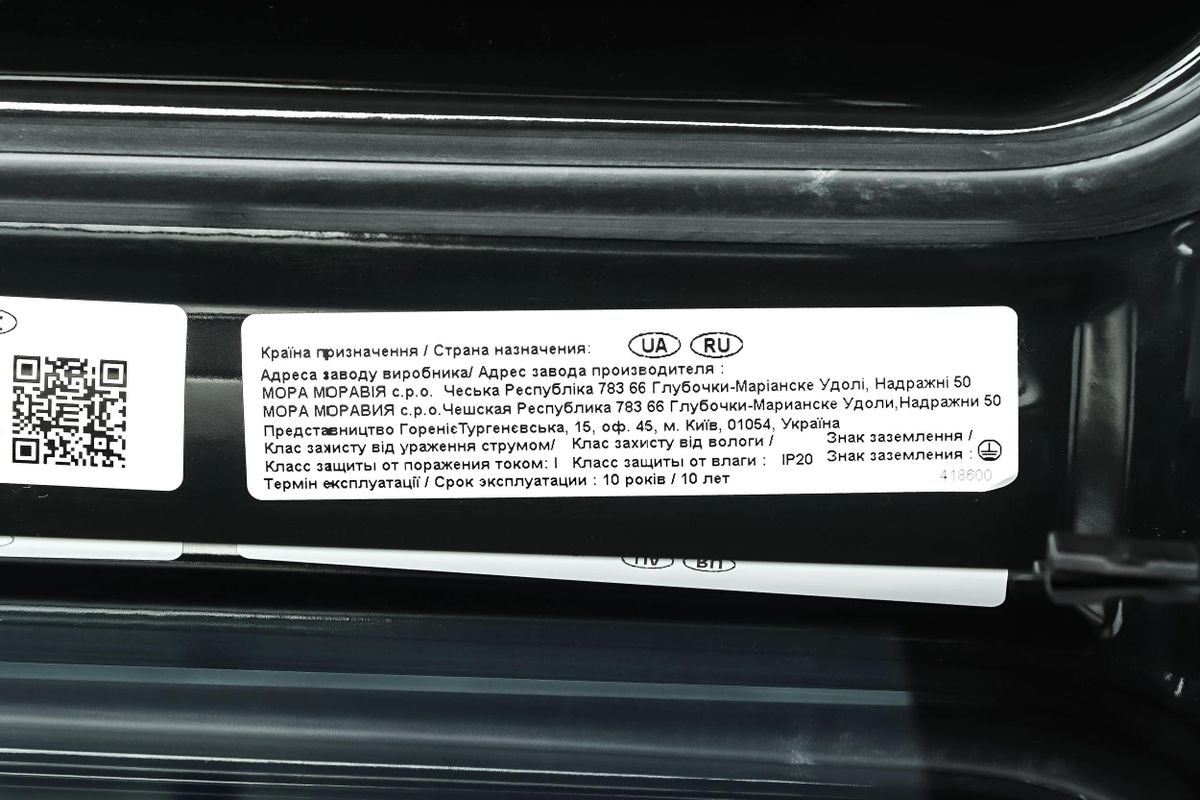 Країна призначення / Страна назначения: UA RU
Адреса заводу виробника/ Адрес завода производителя :
МОРА МОРАВІЯ с.р.о. Чеська Республіка 783 66 Глубочки-Маріанске Удолі, Надражні 50
МОРА МОРАВИЯ с.р.о.Чешская Республика 783 66 Глубочки-Марианске Удоли,Надражни 50
Представництво ГоренієТургенєвська, 15, оф. 45, м. Київ, 01054, Україна
Клас захисту від ураження струмом/ Клас захисту від вологи / Знак заземлення /
Класс защиты от поражения током: I Класс защиты от влаги : IP20 Знак заземления :
Термін експлуатації / Срок эксплуатации : 10 років / 10 лет
418600
UA RU